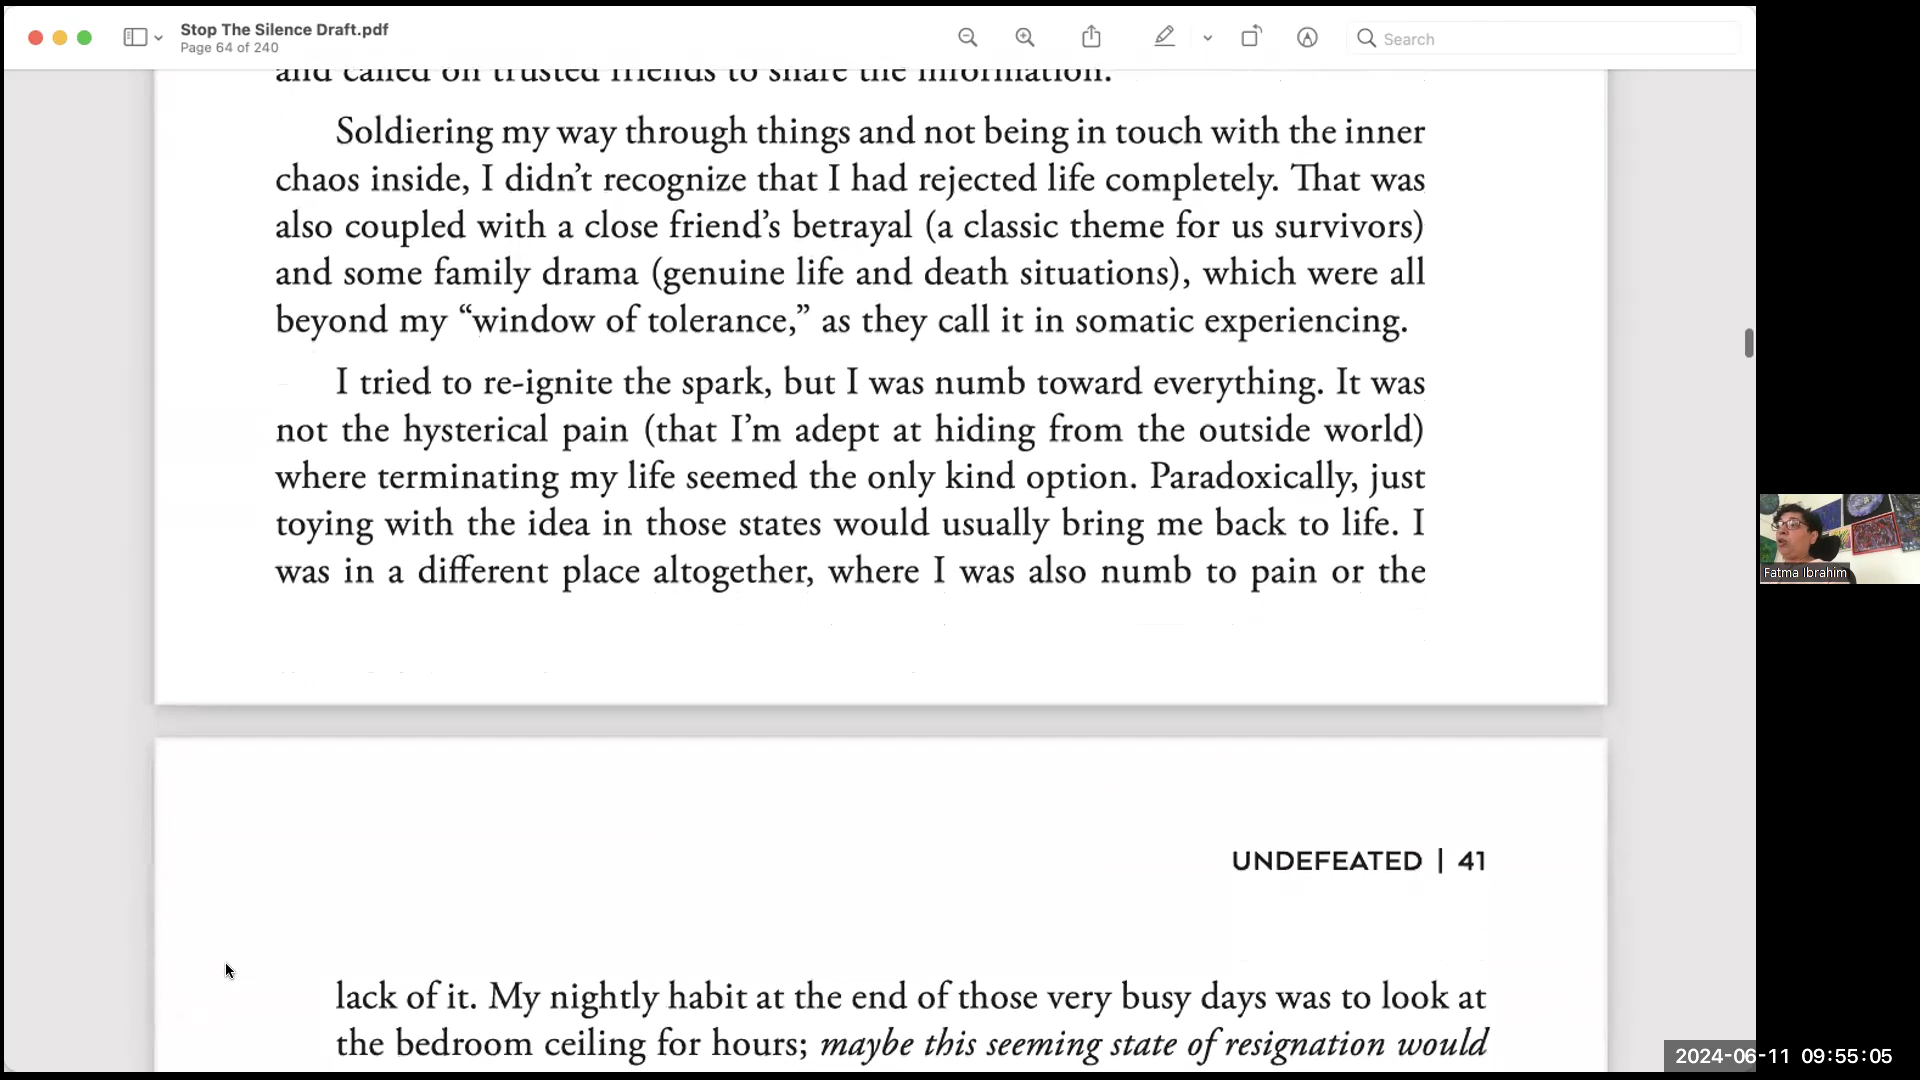 Stop The Silence Draft.pdf
Page 64 of 240
Search
and called on trusted friends to share the information.
Soldiering my way through things and not being in touch with the inner
chaos inside, I didn’t recognize that I had rejected life completely. That was
also coupled with a close friend’s betrayal (a classic theme for us survivors)
and some family drama (genuine life and death situations), which were all
beyond my “window of tolerance,” as they call it in somatic experiencing.
I tried to re-ignite the spark, but I was numb toward everything. It was
not the hysterical pain (that I’m adept at hiding from the outside world)
where terminating my life seemed the only kind option. Paradoxically, just
toying with the idea in those states would usually bring me back to life. I
was in a different place altogether, where I was also numb to pain or the
UNDEFEATED | 41
lack of it. My nightly habit at the end of those very busy days was to look at
the bedroom ceiling for hours; maybe this seeming state of resignation would
Fatma Ibrahim
2024-06-11 09:55:05